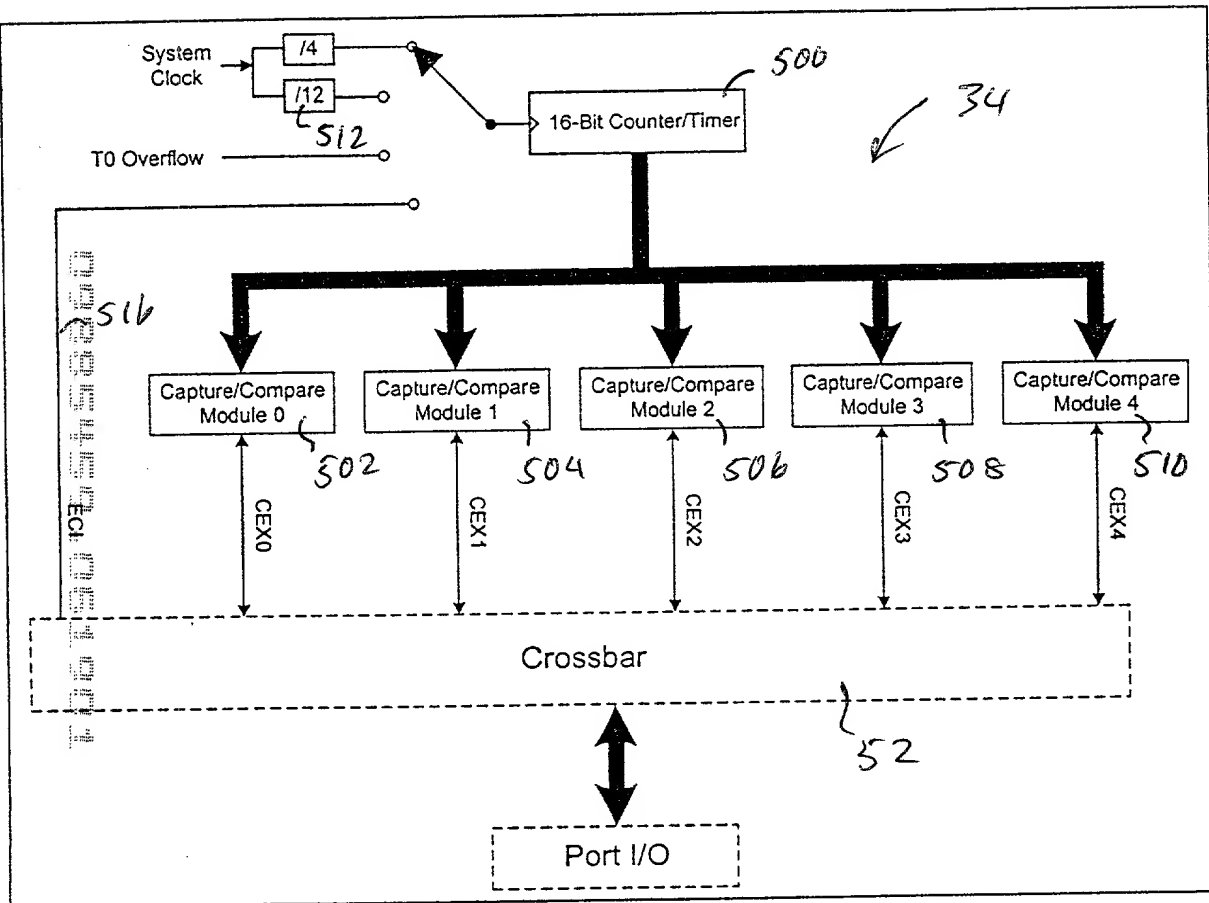 System
Clock
/4
/12
512
T0 Overflow
16-Bit Counter/Timer
500
34
516
Capture/Compare
Module 0
502
Capture/Compare
Module 1
504
Capture/Compare
Module 2
506
Capture/Compare
Module 3
508
Capture/Compare
Module 4
510
ECI
CEX0
CEX1
CEX2
CEX3
CEX4
Crossbar
52
Port I/O